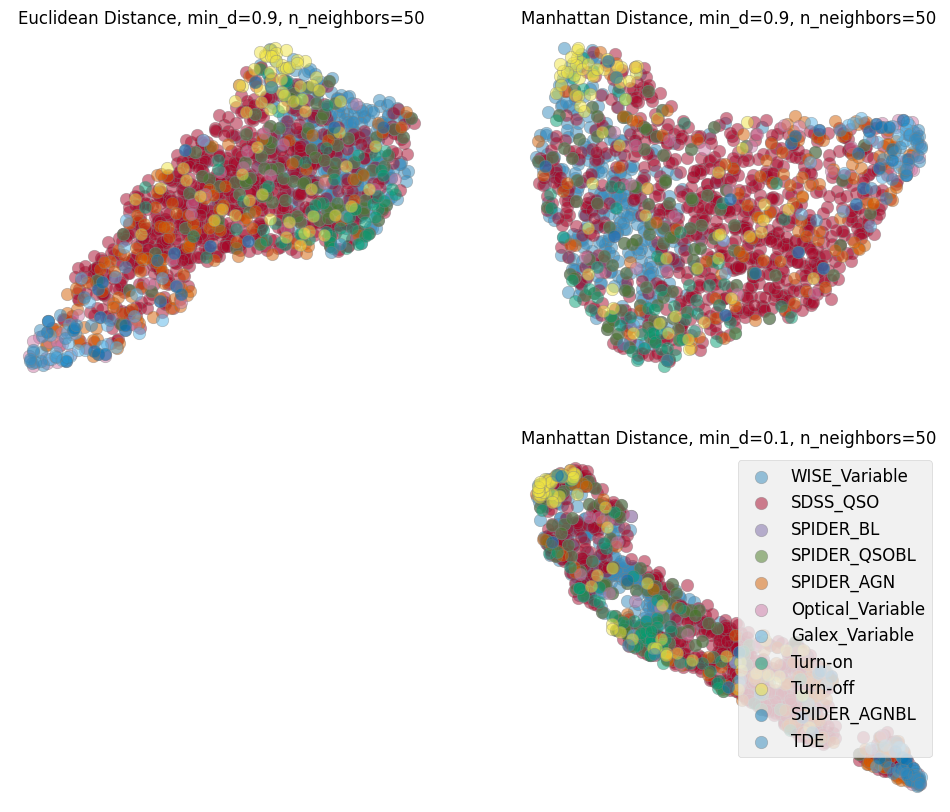 Euclidean Distance, min_d=0.9, n_neighbors=50
Manhattan Distance, min_d=0.9, n_neighbors=50
Manhattan Distance, min_d=0.1, n_neighbors=50
WISE_Variable
SDSS_QSO
SPIDER_BL
SPIDER_QSOBL
SPIDER_AGN
Optical_Variable
Galex_Variable
Turn-on
Turn-off
SPIDER_AGNBL
TDE